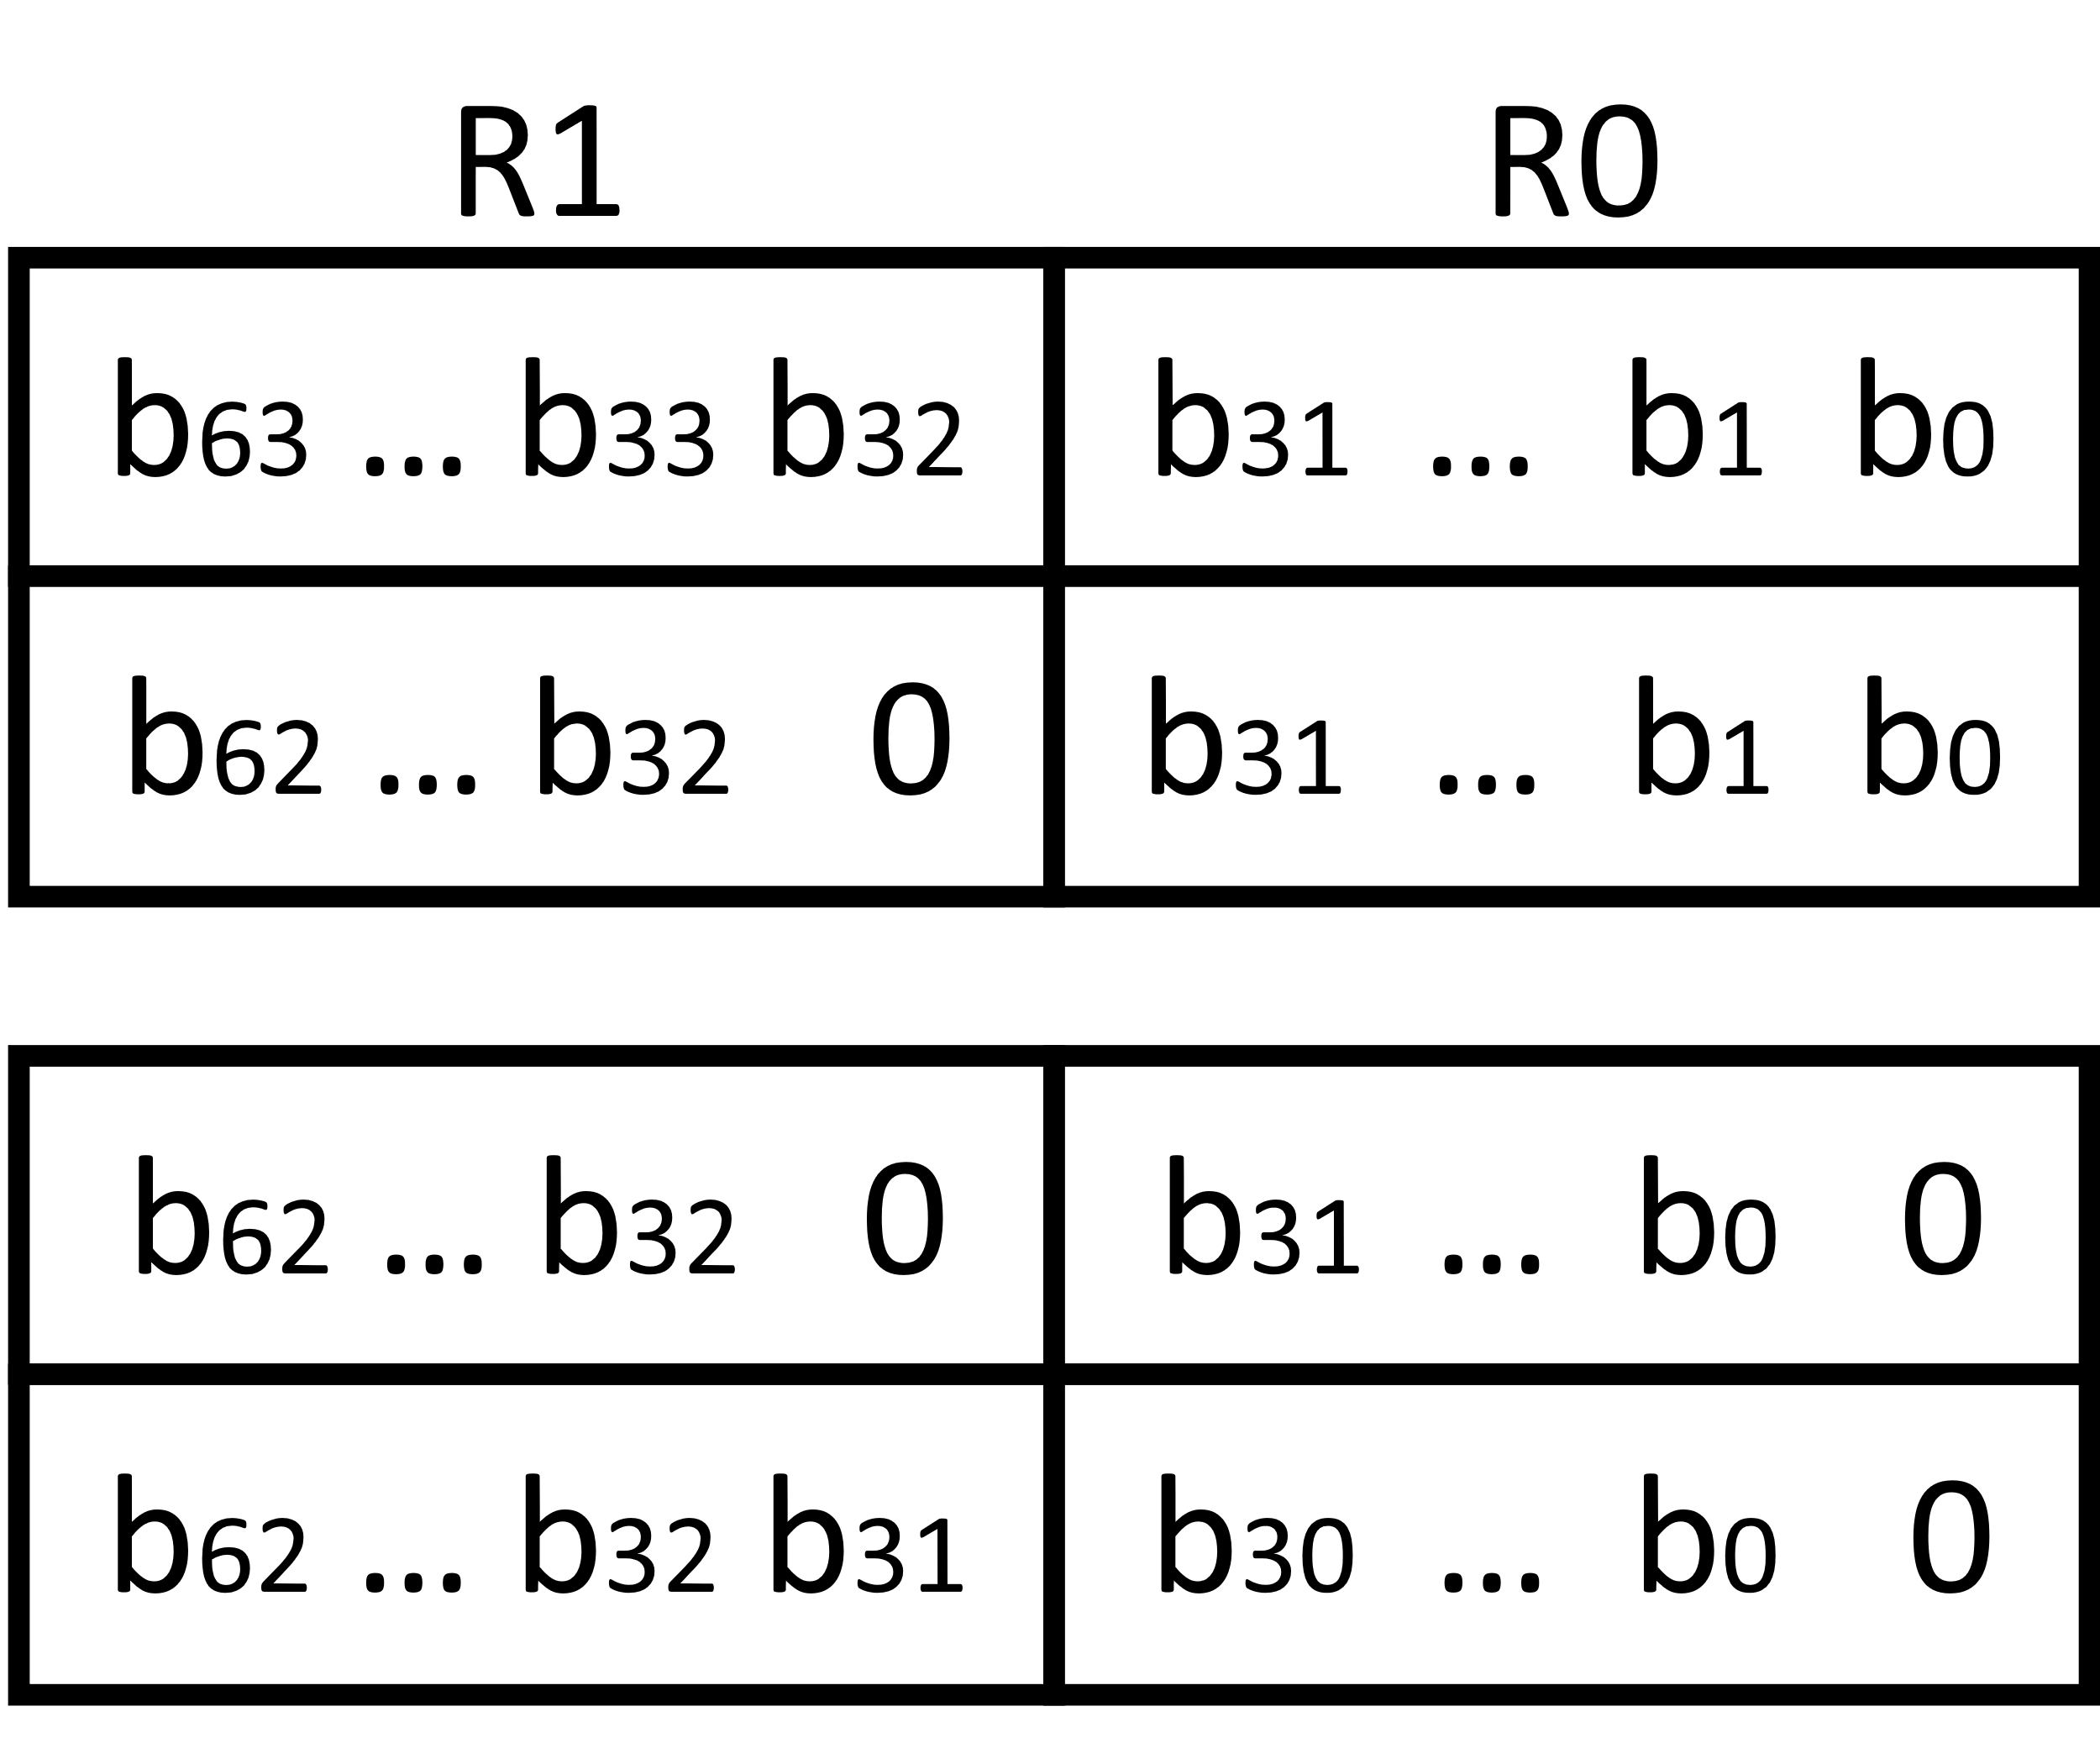 R1 R0
b63 ... b33 b32 b31 ... b1 b0
b62 ... b32 0 b31 ... b1 b0
b62 ... b32 0 b31 ... b0 0
b62 ... b32 b31 b30 ... b0 0